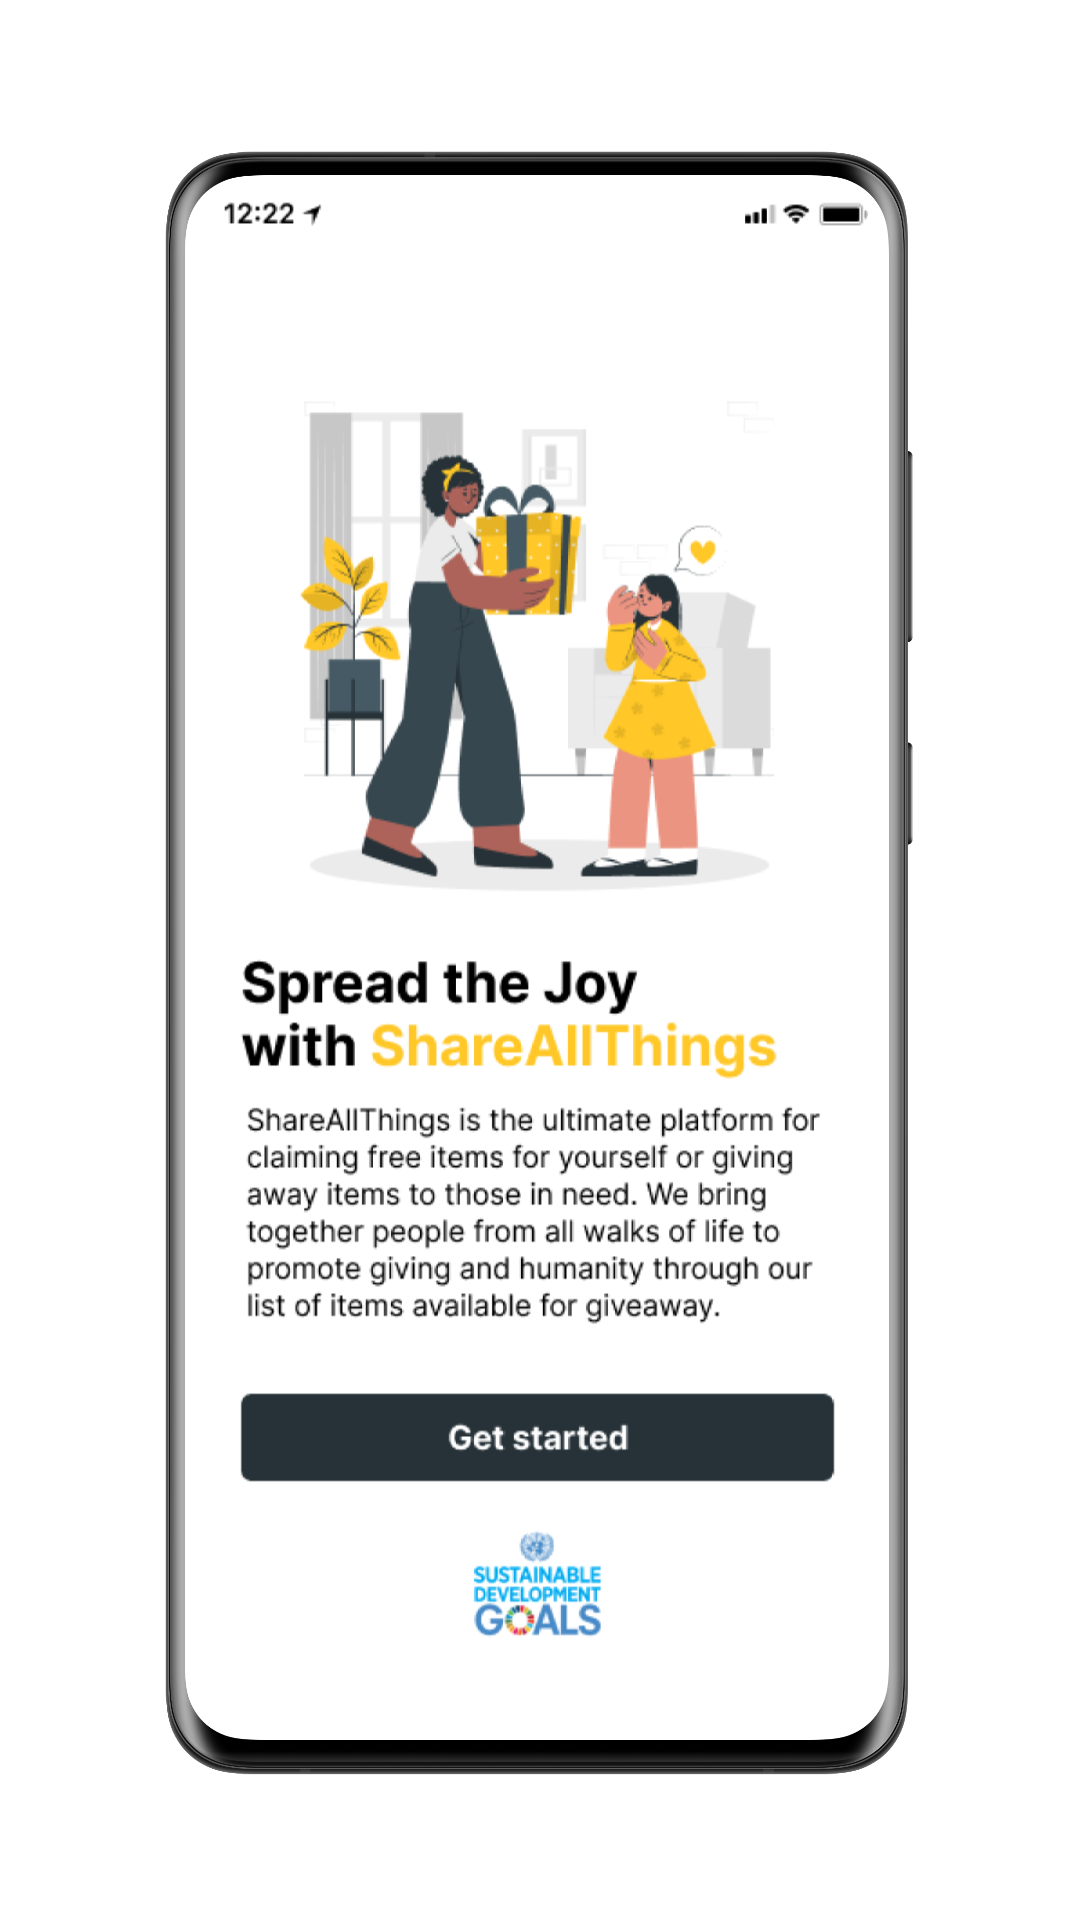 12:22
Spread the Joy
with ShareAllThings
ShareAllThings is the ultimate platform for
claiming free items for yourself or giving
away items to those in need. We bring
together people from all walks of life to
promote giving and humanity through our
list of items available for giveaway.
Get started
SUSTAINABLE
DEVELOPMENT
GOALS